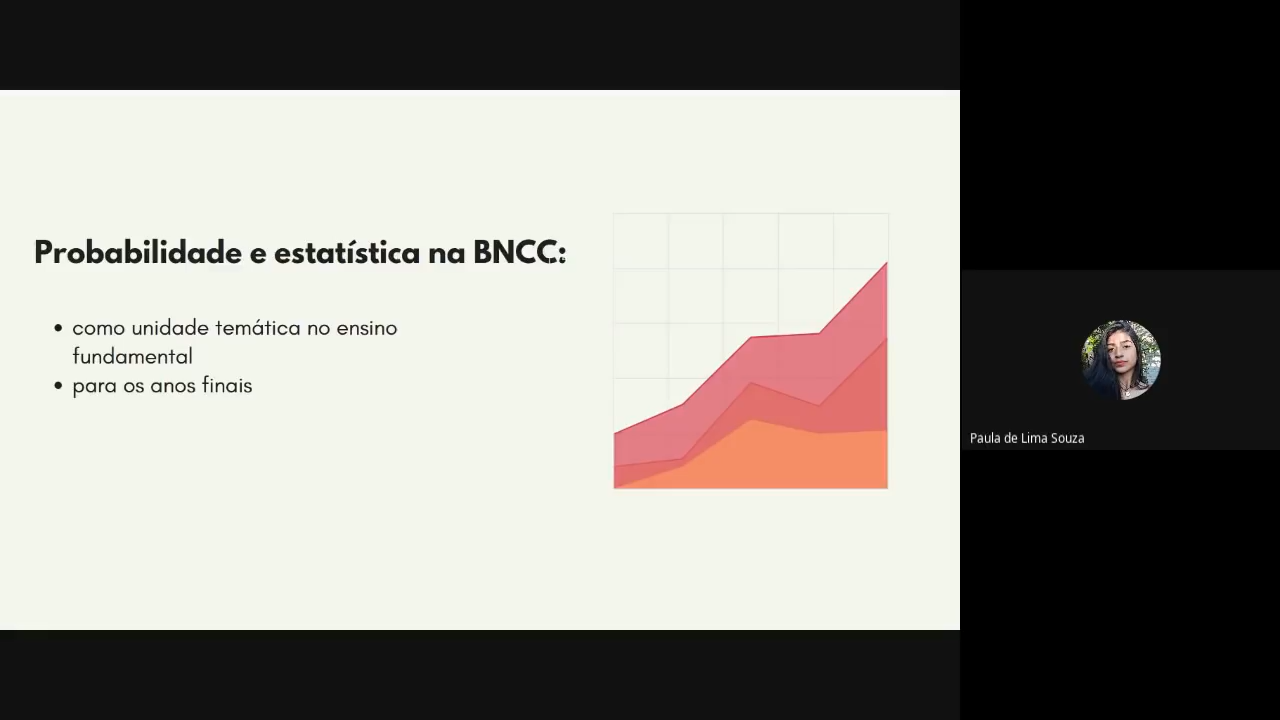 Probabilidade e estatística na BNCC:
como unidade temática no ensino
fundamental
para os anos finais
Paula de Lima Souza